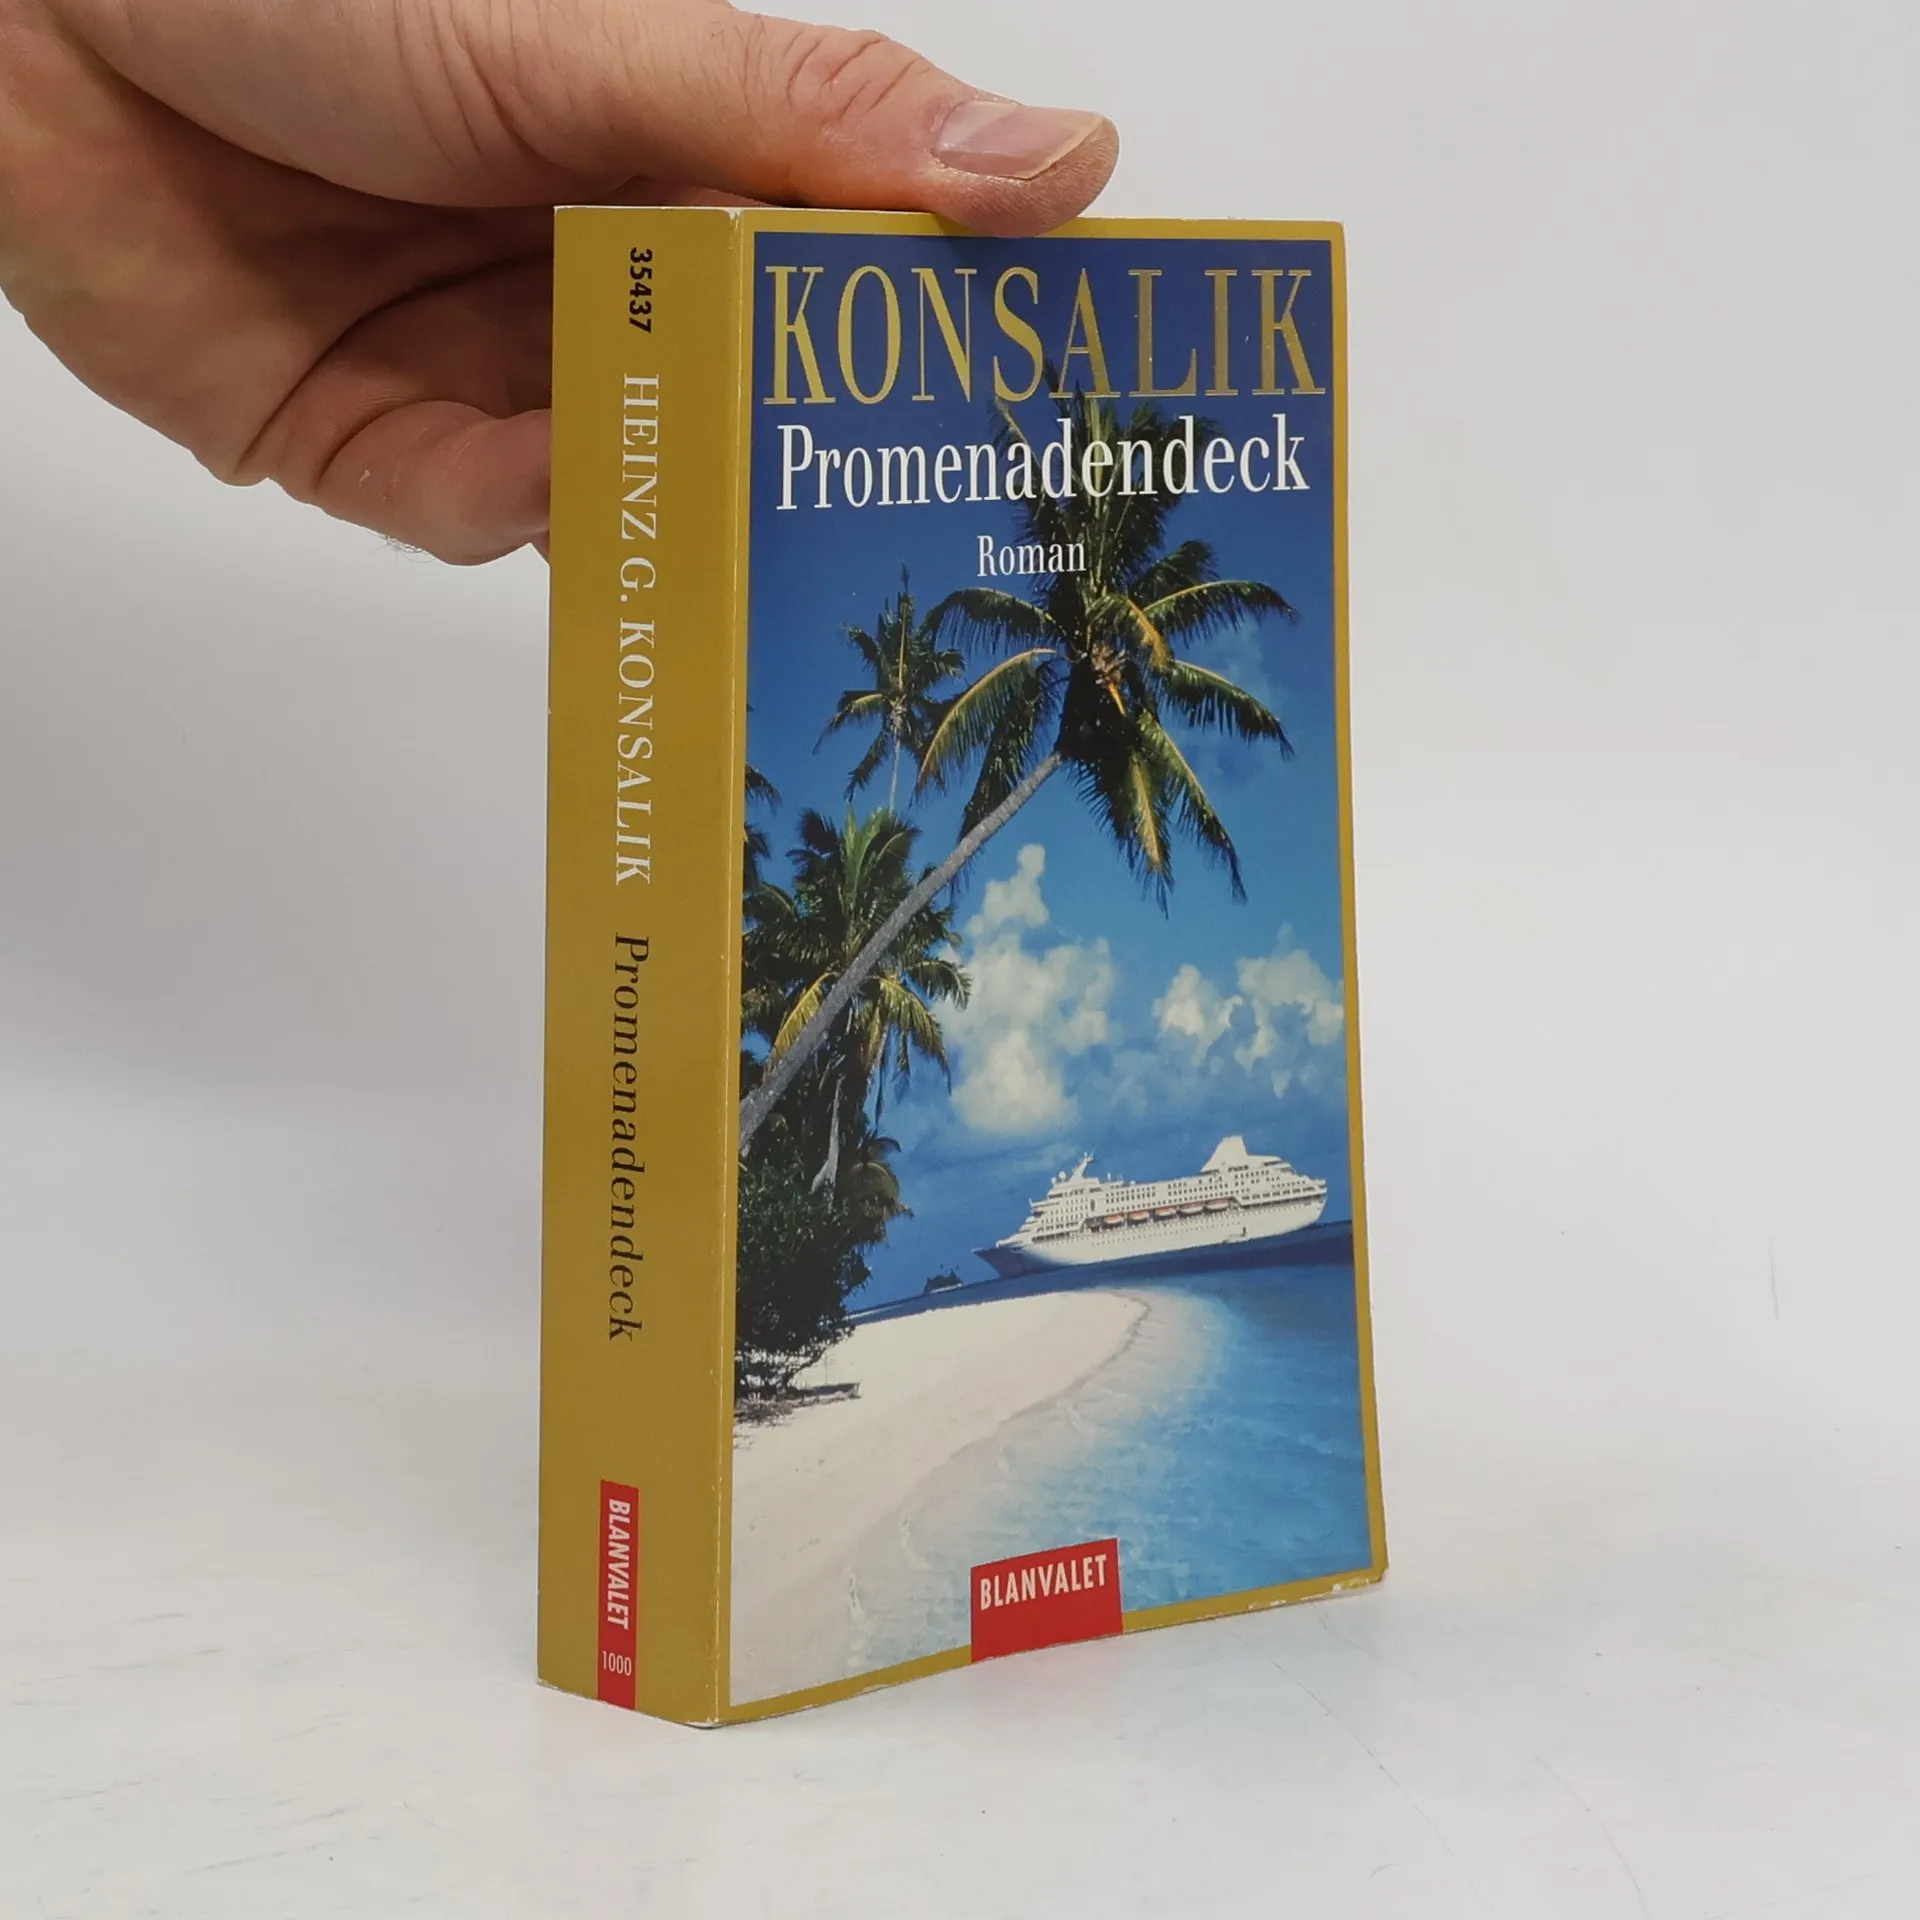 35437
HEINZ G. KONSALIK Promenadendeck
BLANVALET
1000
KONSALIK
Promenadendeck
Roman
BLANVALET